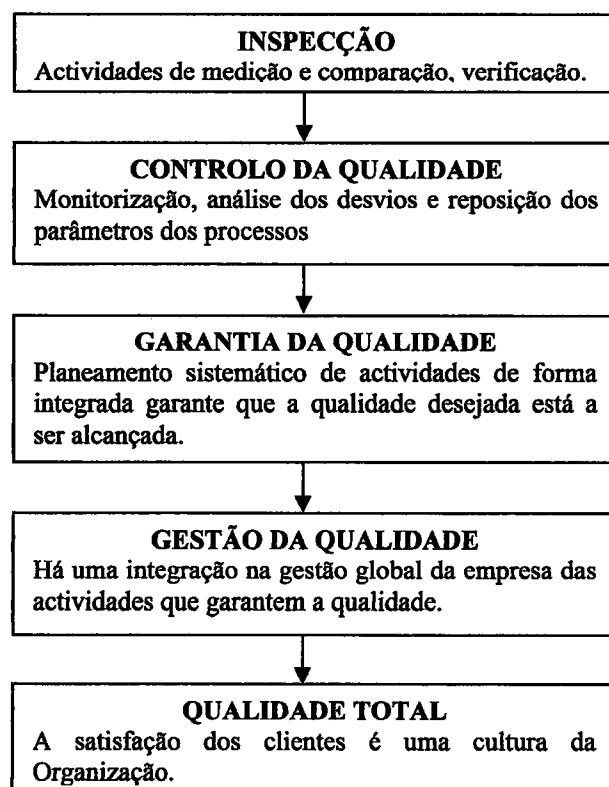 INSPECÇÃO
Actividades de medição e comparação, verificação.
CONTROLO DA QUALIDADE
Monitorização, análise dos desvios e reposição dos
parâmetros dos processos
GARANTIA DA QUALIDADE
Planeamento sistemático de actividades de forma
integrada garante que a qualidade desejada está a
ser alcançada.
GESTÃO DA QUALIDADE
Há uma integração na gestão global da empresa das
actividades que garantem a qualidade.
QUALIDADE TOTAL
A satisfação dos clientes é uma cultura da
Organização.